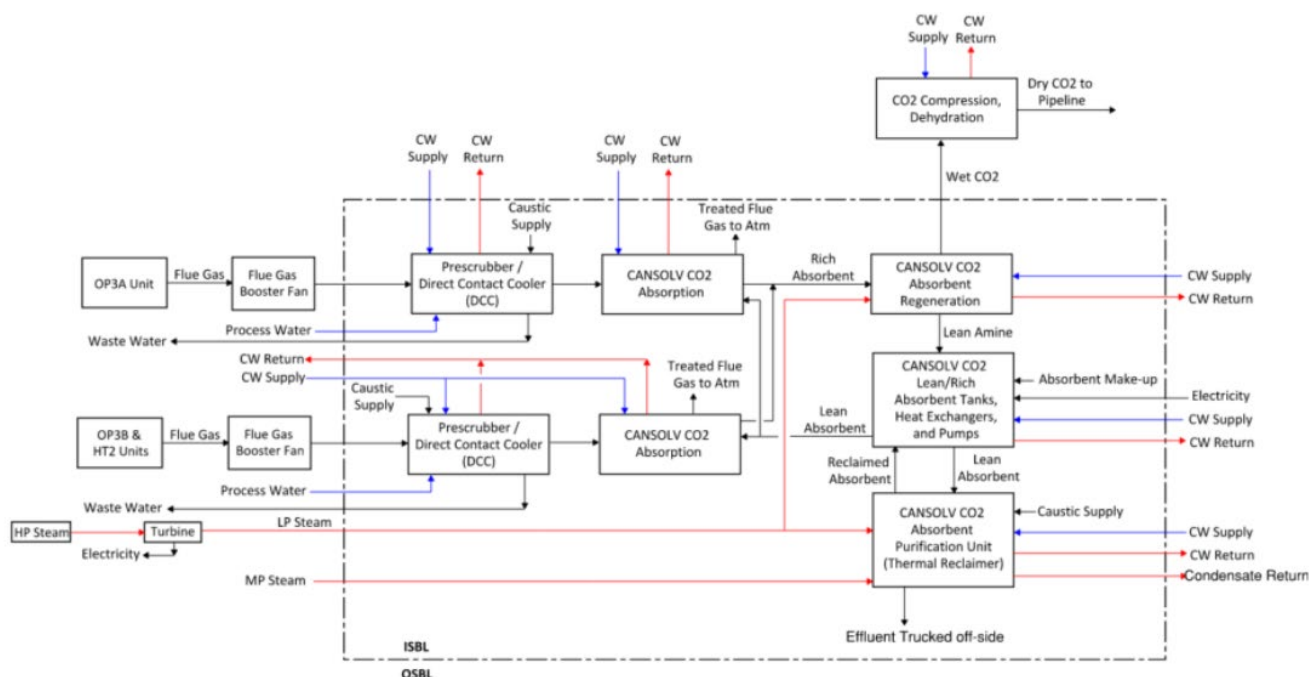 CW
Supply
CW
Return
CO2 Compression,
Dehydration
Dry CO2 to
Pipeline
Wet CO2
CW
Supply
CW
Return
CW
Supply
CW
Return
Caustic
Supply
Treated Flue
Gas to Atm
OP3A Unit
Flue Gas
Flue Gas
Booster Fan
Prescrubber /
Direct Contact Cooler
(DCC)
CANSOLV CO2
Absorption
Rich
Absorbent
CANSOLV CO2
Absorbent
Regeneration
CW Supply
CW Return
Process Water
Waste Water
Lean Amine
CW Return
CW Supply
Caustic
Supply
Treated Flue
Gas to Atm
CANSOLV CO2
Lean/Rich
Absorbent Tanks,
Heat Exchangers,
and Pumps
Absorbent Make-up
Electricity
CW Supply
CW Return
OP3B &
HT2 Units
Flue Gas
Flue Gas
Booster Fan
Prescrubber /
Direct Contact Cooler
(DCC)
CANSOLV CO2
Absorption
Lean
Absorbent
Reclaimed
Absorbent
Lean
Absorbent
Process Water
Waste Water
HP Steam
Turbine
LP Steam
Electricity
MP Steam
CANSOLV CO2
Absorbent
Purification Unit
(Thermal Reclaimer)
Caustic Supply
CW Supply
CW Return
Condensate Return
Effluent Trucked off-side
ISBL
OSBL